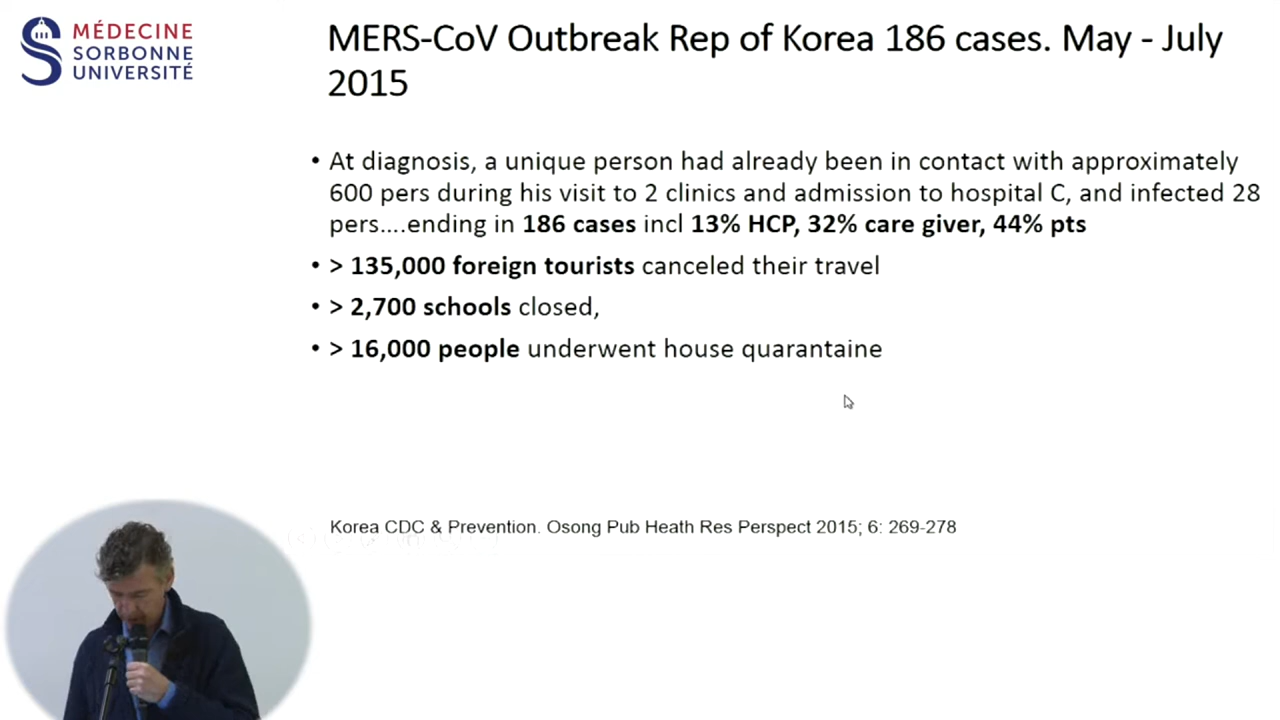 MÉDECINE
SORBONNE
UNIVERSITÉ
MERS-CoV Outbreak Rep of Korea 186 cases. May - July
2015
• At diagnosis, a unique person had already been in contact with approximately
600 pers during his visit to 2 clinics and admission to hospital C, and infected 28
pers….ending in 186 cases incl 13% HCP, 32% care giver, 44% pts
• > 135,000 foreign tourists canceled their travel
• > 2,700 schools closed,
• > 16,000 people underwent house quarantaine
Korea CDC & Prevention. Osong Pub Heath Res Perspect 2015; 6: 269-278